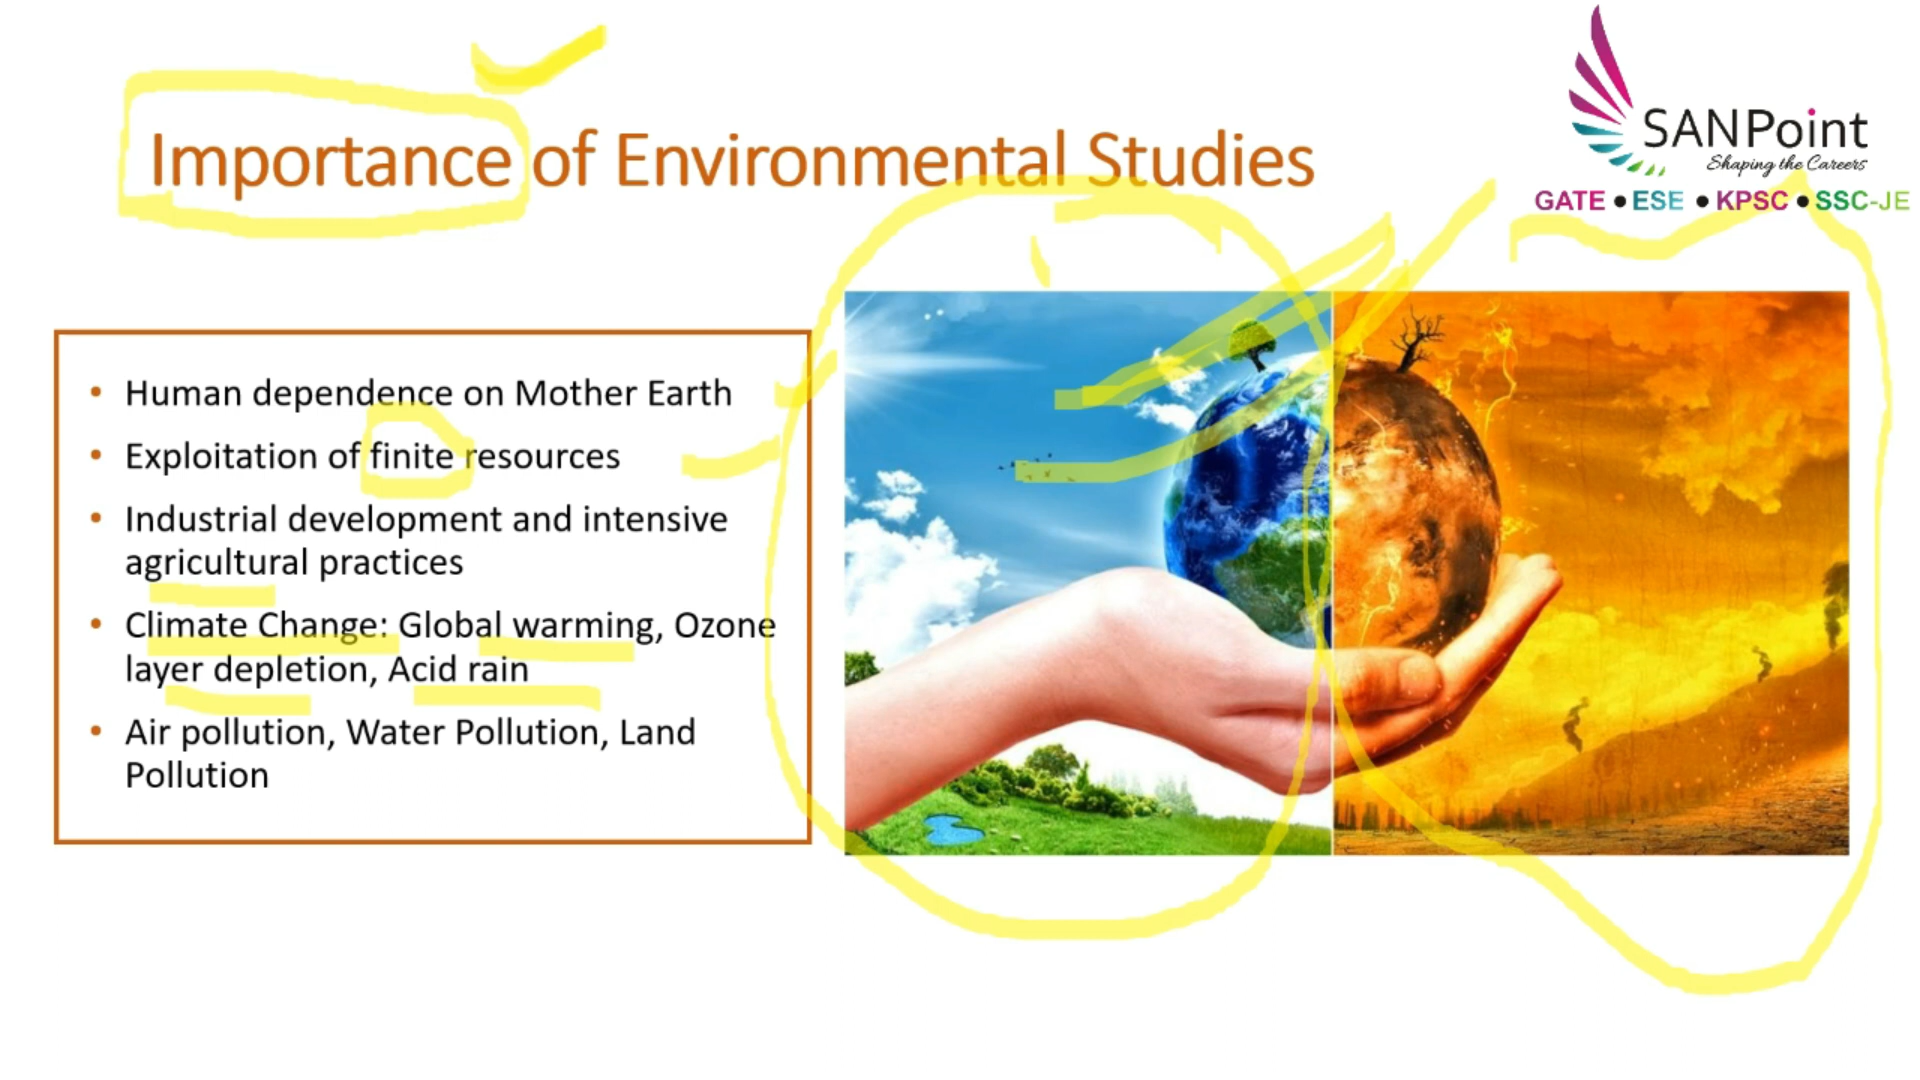 Importance of Environmental Studies
SANPoint
Shaping the Careers
GATE ● ESE ● KPSC ● SSC-JE
• Human dependence on Mother Earth
• Exploitation of finite resources
• Industrial development and intensive
agricultural practices
• Climate Change: Global warming, Ozone
layer depletion, Acid rain
• Air pollution, Water Pollution, Land
Pollution